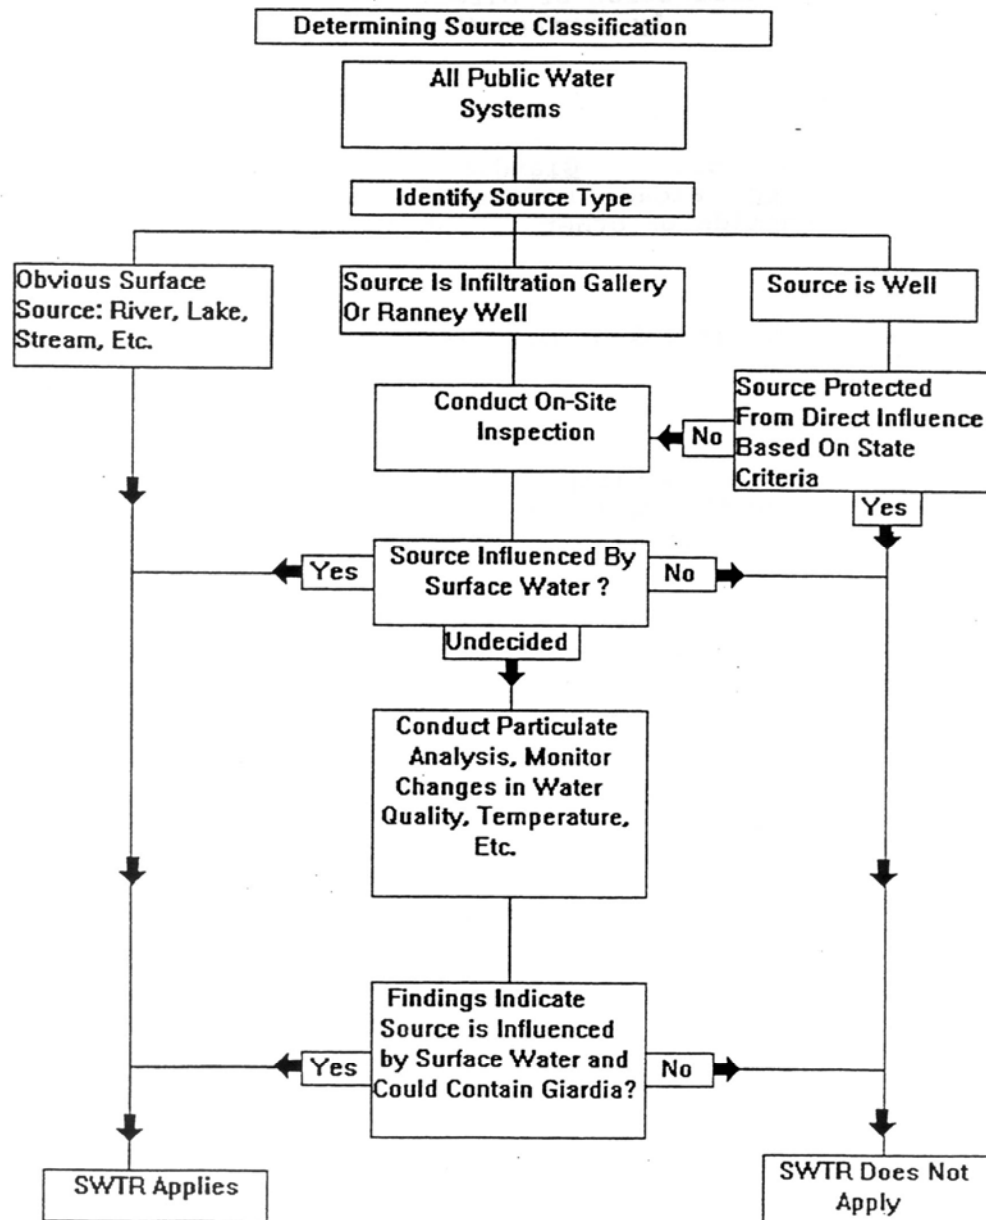 Determining Source Classification
All Public Water
Systems
Identify Source Type
Obvious Surface
Source: River, Lake,
Stream, Etc.
Source Is Infiltration Gallery
Or Ranney Well
Source is Well
Conduct On-Site
Inspection
No
Source Protected
From Direct Influence
Based On State
Criteria
Yes
Yes
Source Influenced By
Surface Water ?
No
Undecided
Conduct Particulate
Analysis, Monitor
Changes in Water
Quality, Temperature,
Etc.
Findings Indicate
Source is Influenced
by Surface Water and
Could Contain Giardia?
Yes
No
SWTR Applies
SWTR Does Not
Apply